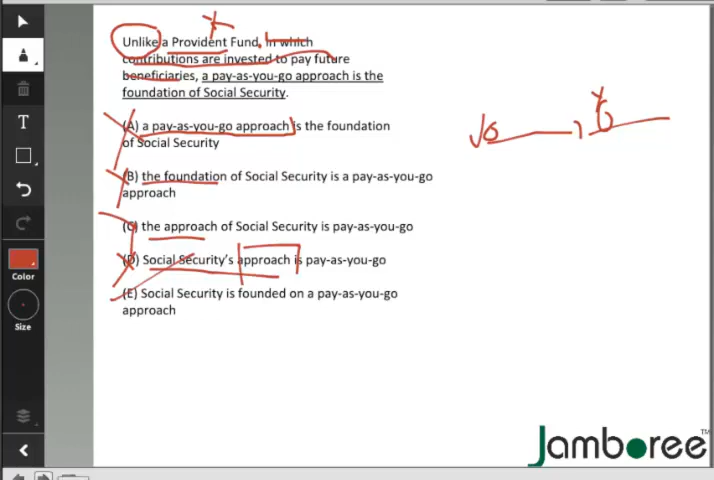 Unlike a Provident Fund, in which
contributions are invested to pay future
beneficiaries, a pay-as-you-go approach is the
foundation of Social Security.
(A) a pay-as-you-go approach is the foundation
of Social Security
(B) the foundation of Social Security is a pay-as-you-go
approach
(C) the approach of Social Security is pay-as-you-go
(D) Social Security's approach is pay-as-you-go
(E) Social Security is founded on a pay-as-you-go
approach
T
Color
Size
Jamboree™